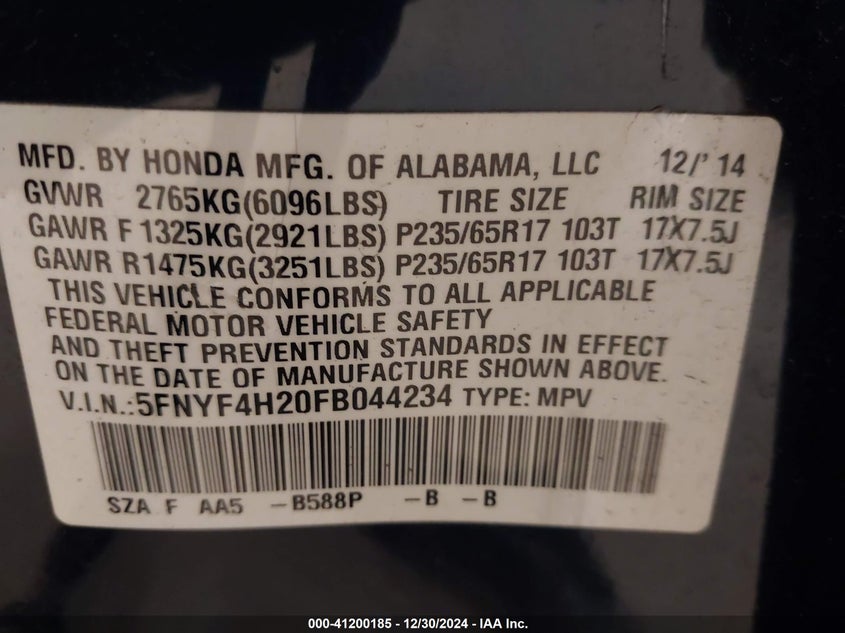 MFD. BY HONDA MFG. OF ALABAMA, LLC 12/' 14
GVWR 2765KG(6096LBS) TIRE SIZE RIM SIZE
GAWR F 1325KG(2921LBS) P235/65R17 103T 17X7.5J
GAWR R1475KG(3251LBS) P235/65R17 103T 17X7.5J
THIS VEHICLE CONFORMS TO ALL APPLICABLE
FEDERAL MOTOR VEHICLE SAFETY
AND THEFT PREVENTION STANDARDS IN EFFECT
ON THE DATE OF MANUFACTURE SHOWN ABOVE.
V.I.N.:5FNYF4H20FB044234 TYPE: MPV
SZA F AA5 -B588P -B -B
000-41200185 - 12/30/2024 - IAA Inc.